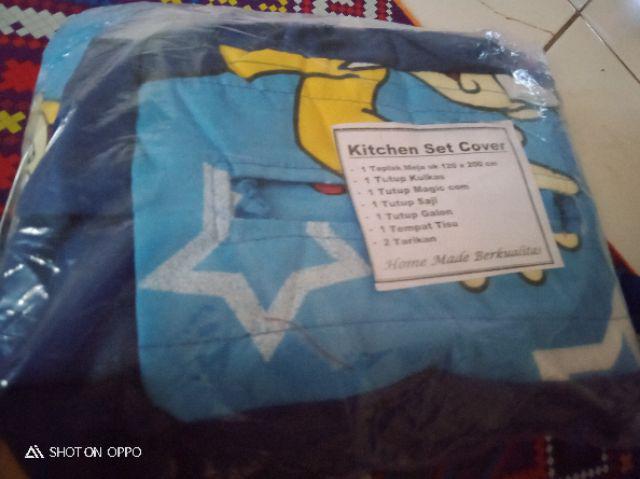 Kitchen Set Cover
- 1 Taplak Meja uk 120 x 200 cm
- 1 Tutup Kulkas
- 1 Tutup Magic com
- 1 Tutup Saji
- 1 Tutup Galon
- 1 Tempat Tisu
- 2 Tarikan
Home Made Berkualitas
SHOT ON OPPO